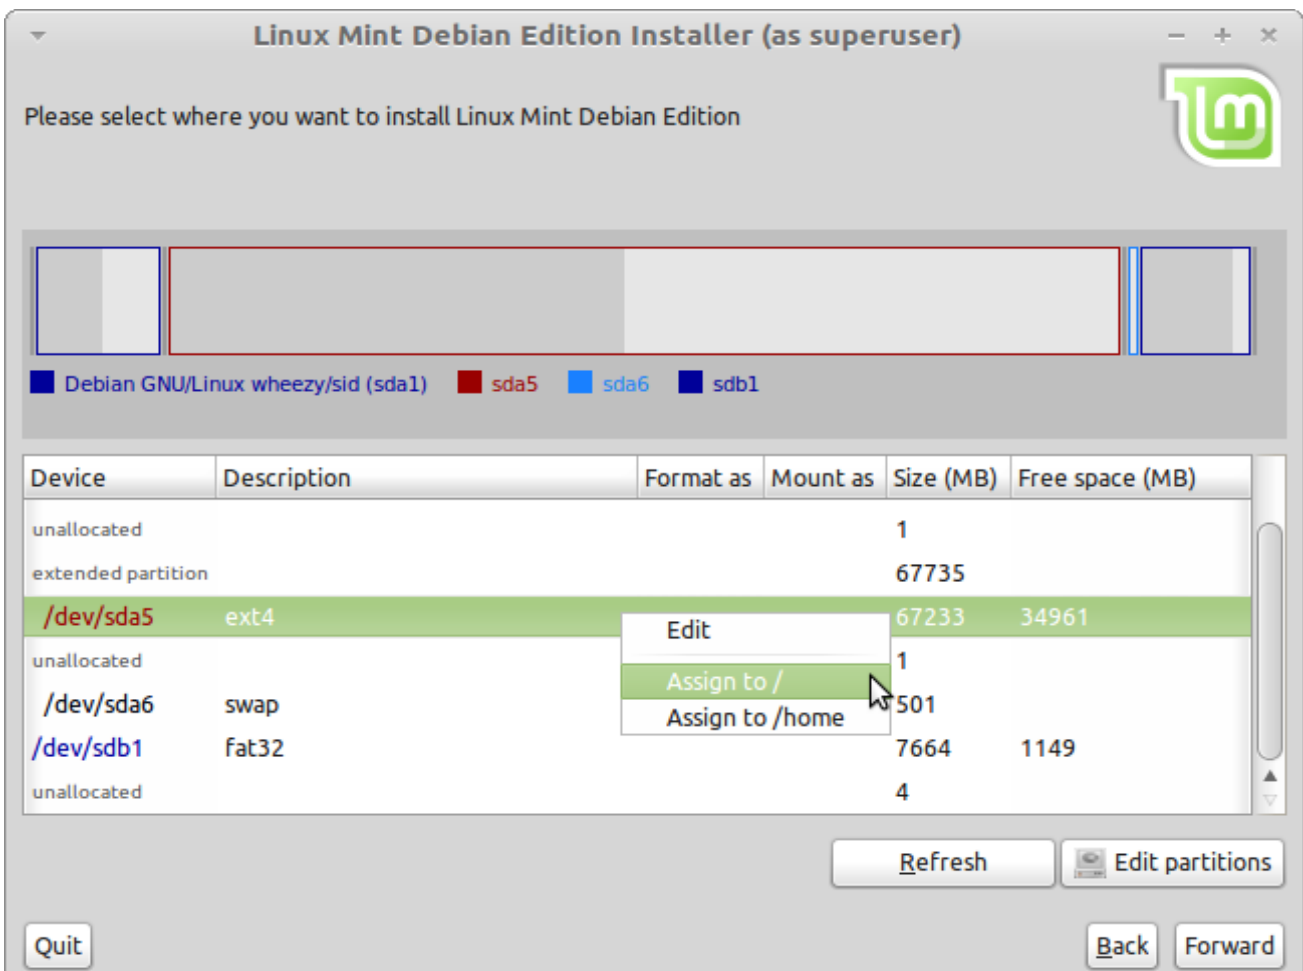 Linux Mint Debian Edition Installer (as superuser)
Please select where you want to install Linux Mint Debian Edition
lm
Debian GNU/Linux wheezy/sid (sda1) sda5 sda6 sdb1
Device Description Format as Mount as Size (MB) Free space (MB)
unallocated 1
extended partition 67735
/dev/sda5 ext4 67233 34961
Edit
unallocated 1
Assign to /
/dev/sda6 swap 501
Assign to /home
/dev/sdb1 fat32 7664 1149
unallocated 4
Refresh Edit partitions
Quit Back Forward